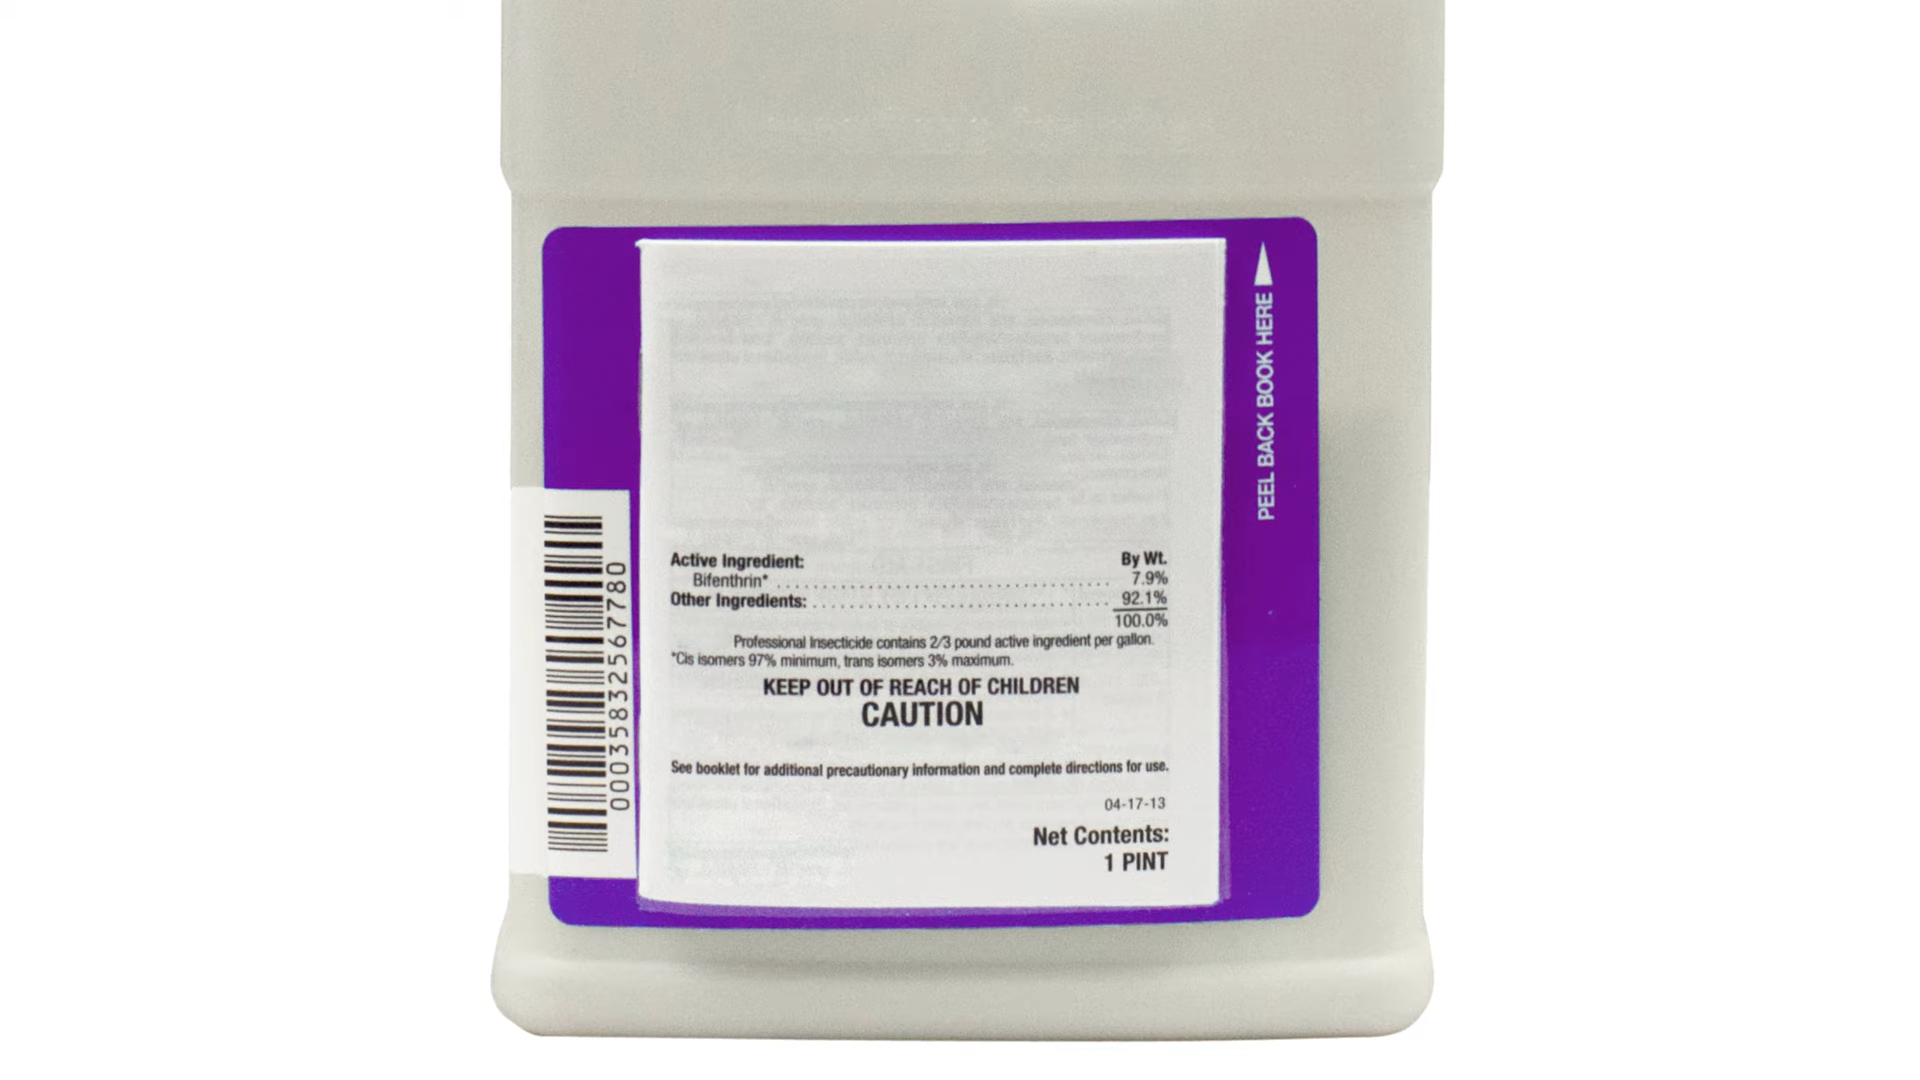 PEEL BACK BOOK HERE
Active Ingredient: By Wt.
Bifenthrin* 7.9%
Other Ingredients: 92.1%
100.0%
Professional Insecticide contains 2/3 pound active ingredient per gallon.
*Cis isomers 97% minimum, trans isomers 3% maximum.
KEEP OUT OF REACH OF CHILDREN
CAUTION
See booklet for additional precautionary information and complete directions for use.
04-17-13
Net Contents:
1 PINT
00035832567780